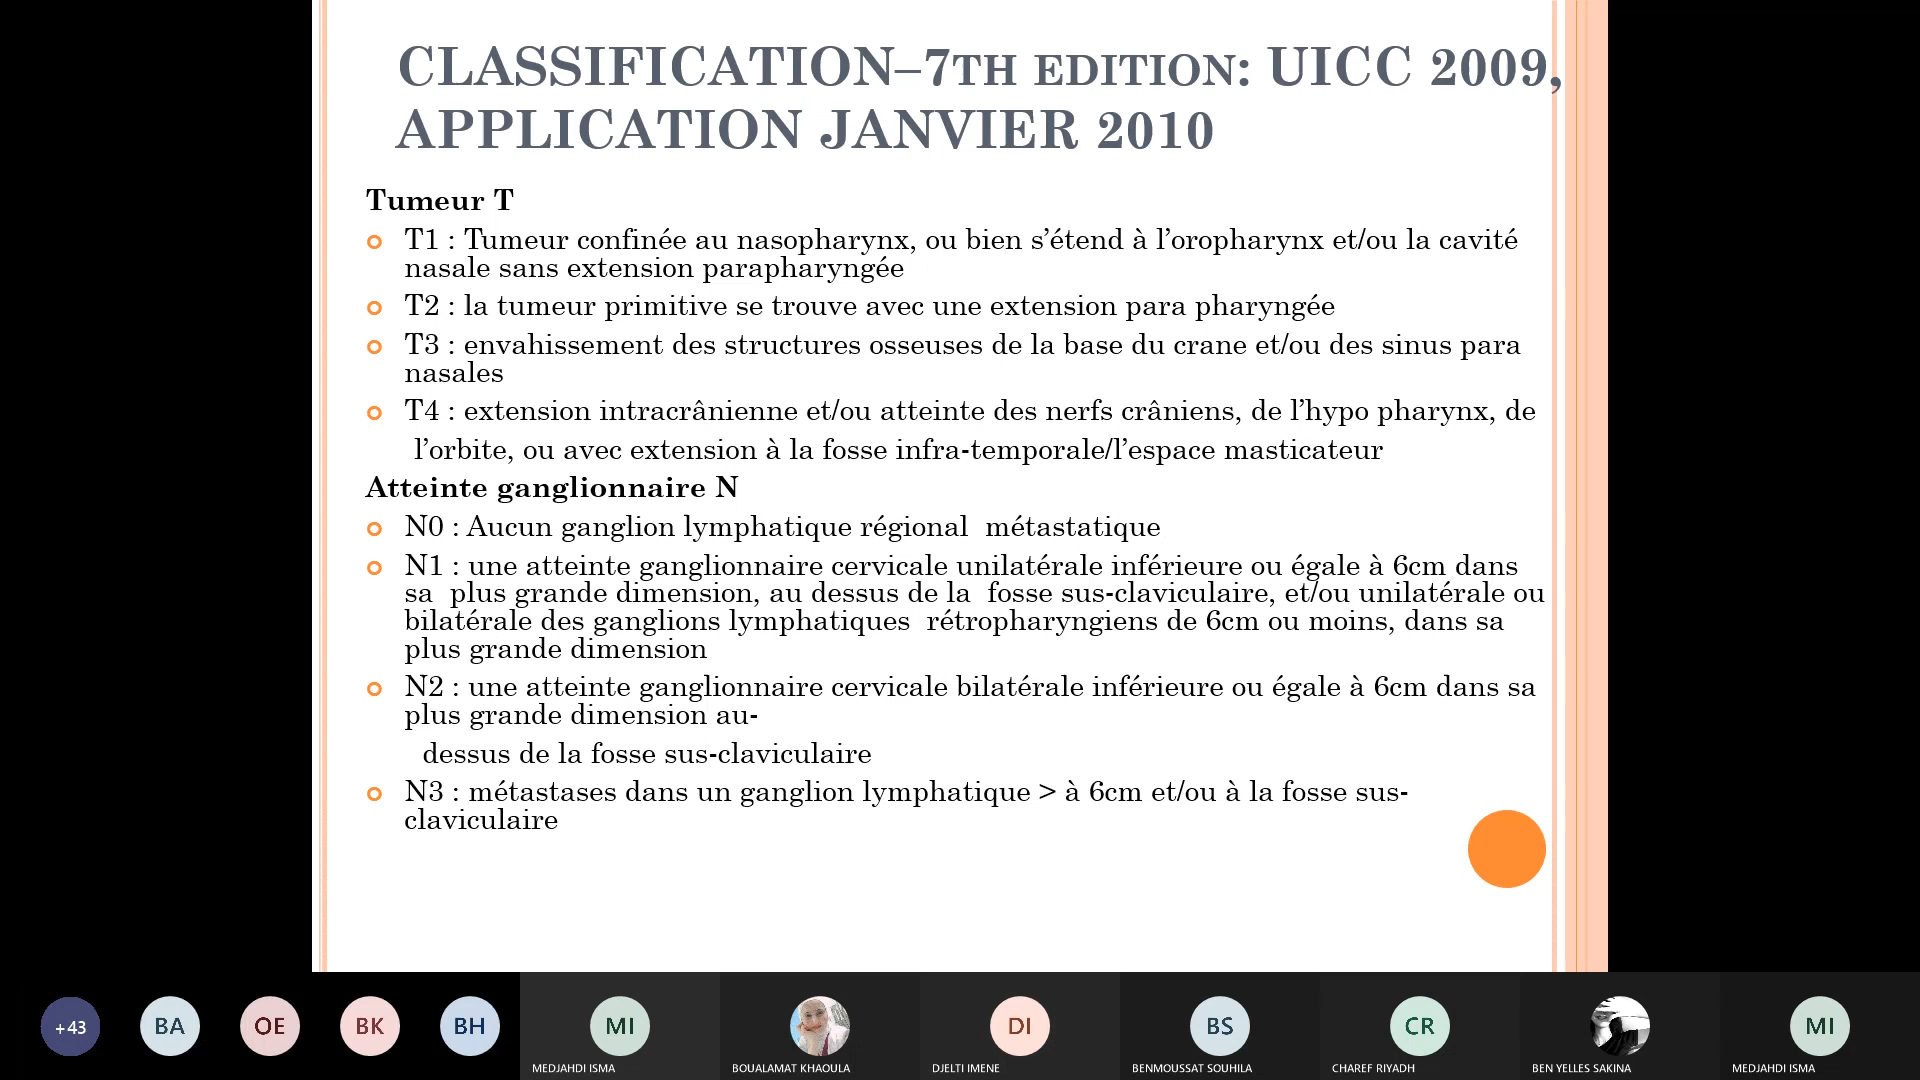 CLASSIFICATION–7TH EDITION: UICC 2009,
APPLICATION JANVIER 2010
Tumeur T
T1 : Tumeur confinée au nasopharynx, ou bien s’étend à l’oropharynx et/ou la cavité
nasale sans extension parapharyngée
T2 : la tumeur primitive se trouve avec une extension para pharyngée
T3 : envahissement des structures osseuses de la base du crane et/ou des sinus para
nasales
T4 : extension intracrânienne et/ou atteinte des nerfs crâniens, de l’hypo pharynx, de
l’orbite, ou avec extension à la fosse infra-temporale/l’espace masticateur
Atteinte ganglionnaire N
N0 : Aucun ganglion lymphatique régional métastatique
N1 : une atteinte ganglionnaire cervicale unilatérale inférieure ou égale à 6cm dans
sa plus grande dimension, au dessus de la fosse sus-claviculaire, et/ou unilatérale ou
bilatérale des ganglions lymphatiques rétropharyngiens de 6cm ou moins, dans sa
plus grande dimension
N2 : une atteinte ganglionnaire cervicale bilatérale inférieure ou égale à 6cm dans sa
plus grande dimension au-
dessus de la fosse sus-claviculaire
N3 : métastases dans un ganglion lymphatique > à 6cm et/ou à la fosse sus-
claviculaire
+43 BA OE BK BH MI DI BS CR MI
MEDJAHDI ISMA BOUALAMAT KHAOULA DJELTI IMENE BENMOUSSAT SOUHILA CHAREF RIYADH BEN YELLES SAKINA MEDJAHDI ISMA